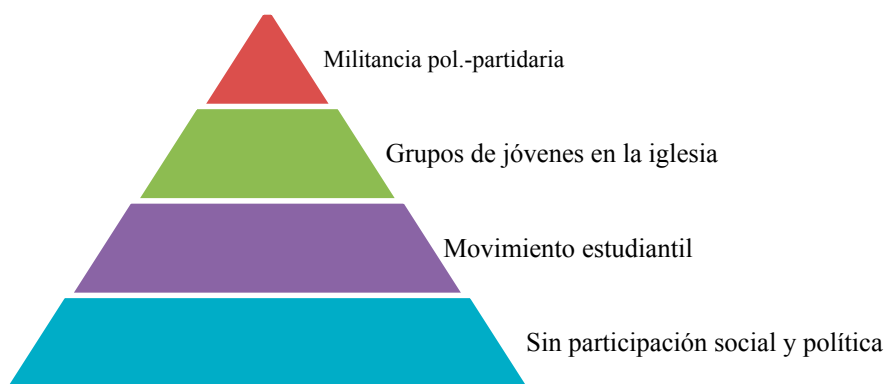 Militancia pol.-partidaria
Grupos de jóvenes en la iglesia
Movimiento estudiantil
Sin participación social y política